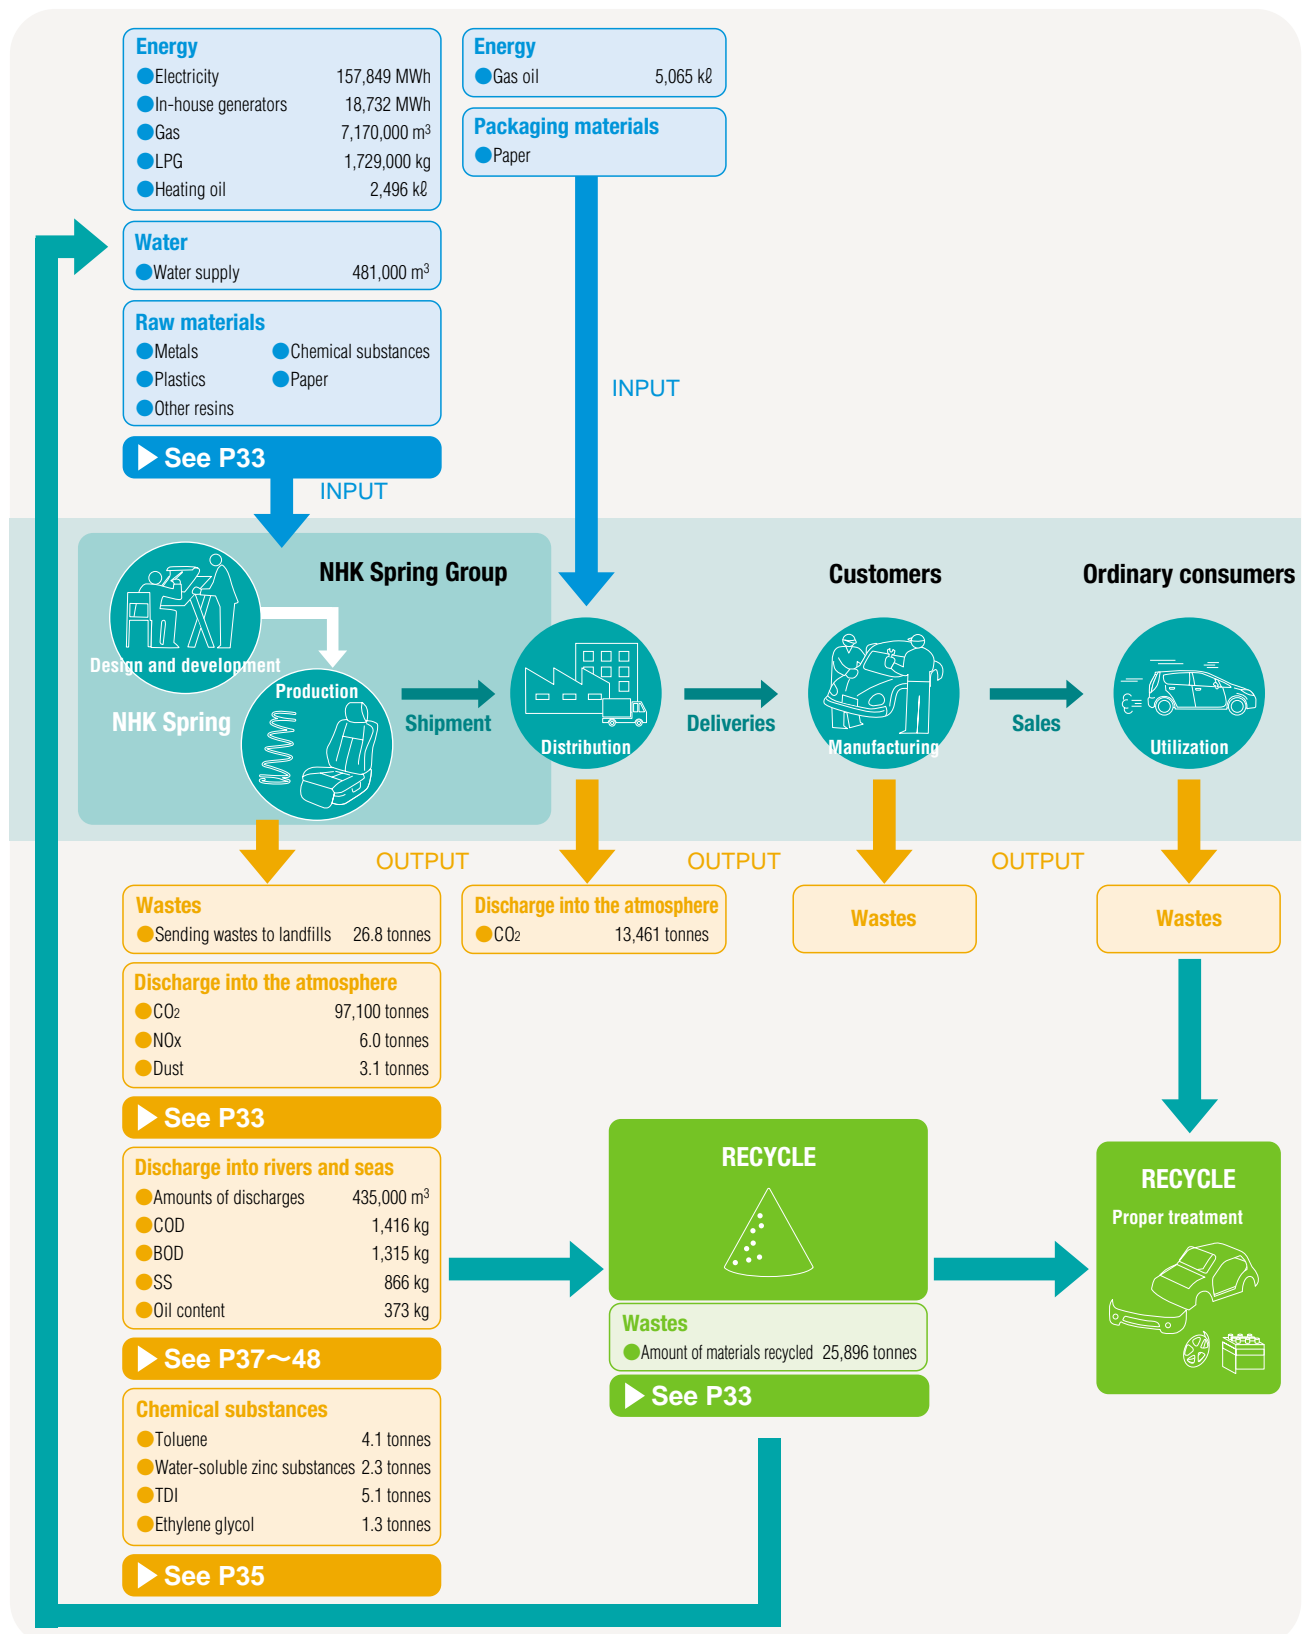 Energy
Electricity 157,849 MWh
In-house generators 18,732 MWh
Gas 7,170,000 m³
LPG 1,729,000 kg
Heating oil 2,496 kℓ
Energy
Gas oil 5,065 kℓ
Packaging materials
Paper
Water
Water supply 481,000 m³
Raw materials
Metals Chemical substances
Plastics Paper
Other resins
See P33
INPUT
INPUT
NHK Spring Group
Customers
Ordinary consumers
Design and development
NHK Spring
Production
Shipment
Distribution
Deliveries
Manufacturing
Sales
Utilization
OUTPUT
OUTPUT
OUTPUT
Wastes
Sending wastes to landfills 26.8 tonnes
Discharge into the atmosphere
CO₂ 13,461 tonnes
Wastes
Wastes
Discharge into the atmosphere
CO₂ 97,100 tonnes
NOx 6.0 tonnes
Dust 3.1 tonnes
See P33
Discharge into rivers and seas
Amounts of discharges 435,000 m³
COD 1,416 kg
BOD 1,315 kg
SS 866 kg
Oil content 373 kg
See P37～48
Chemical substances
Toluene 4.1 tonnes
Water-soluble zinc substances 2.3 tonnes
TDI 5.1 tonnes
Ethylene glycol 1.3 tonnes
See P35
RECYCLE
Wastes
Amount of materials recycled 25,896 tonnes
See P33
RECYCLE
Proper treatment